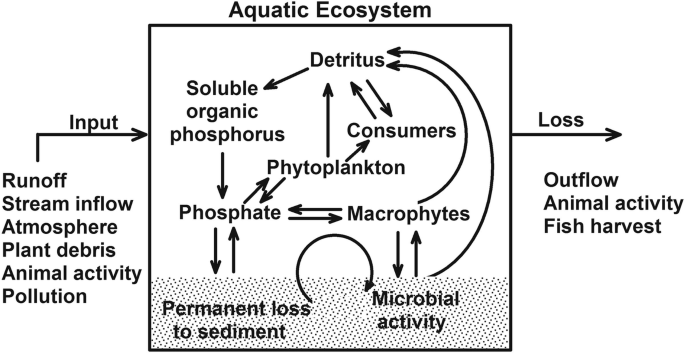 Aquatic Ecosystem
Detritus
Soluble
organic
phosphorus
Consumers
Input
Loss
Phytoplankton
Runoff
Stream inflow
Atmosphere
Plant debris
Animal activity
Pollution
Phosphate
Macrophytes
Outflow
Animal activity
Fish harvest
Permanent loss
to sediment
Microbial
activity